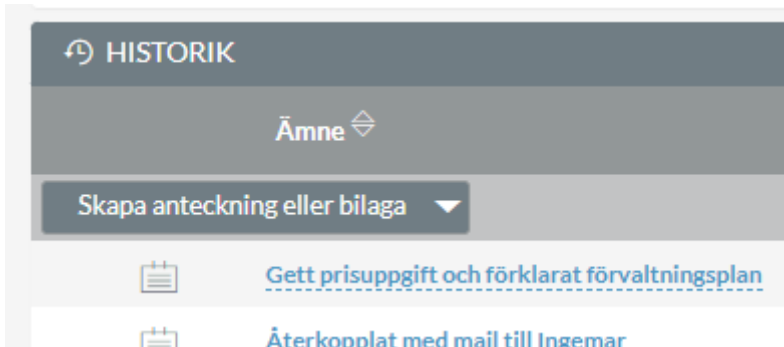 HISTORIK
Ämne
Skapa anteckning eller bilaga
Gett prisuppgift och förklarat förvaltningsplan
Återkopplat med mail till Ingemar